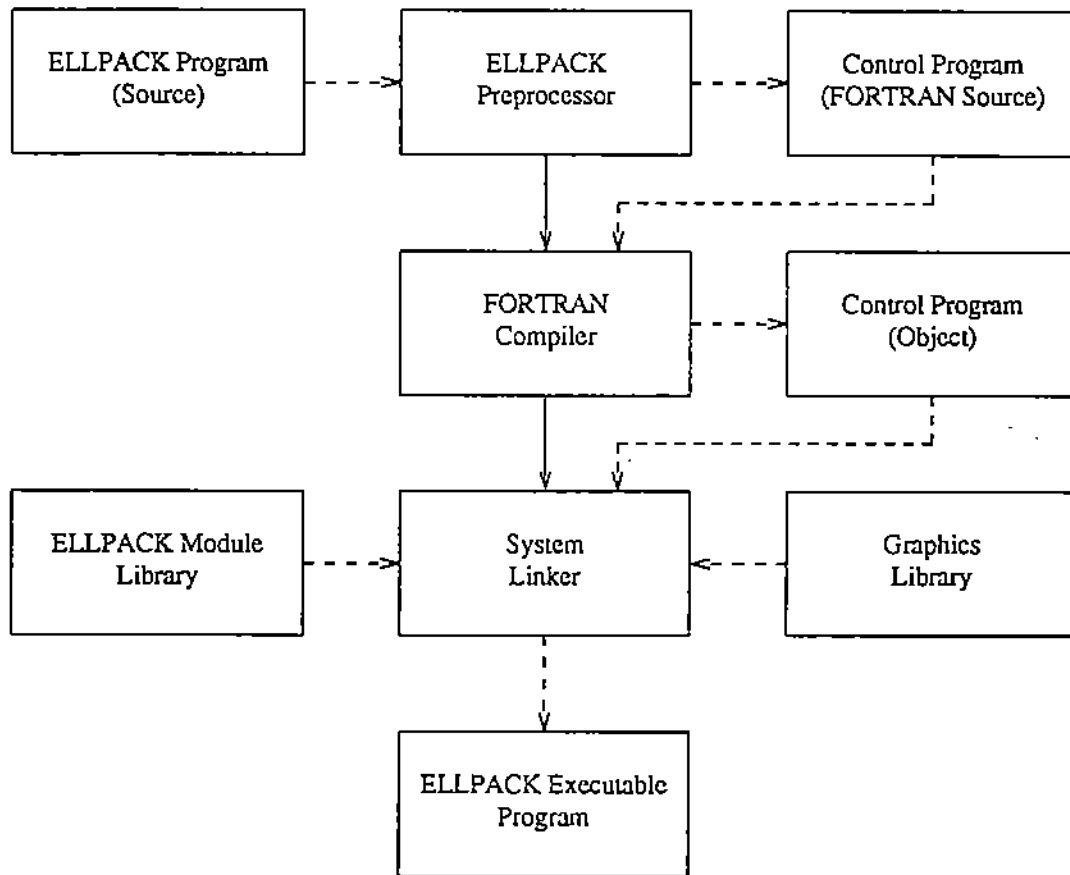 ELLPACK Program
(Source)
ELLPACK
Preprocessor
Control Program
(FORTRAN Source)
FORTRAN
Compiler
Control Program
(Object)
ELLPACK Module
Library
System
Linker
Graphics
Library
ELLPACK Executable
Program